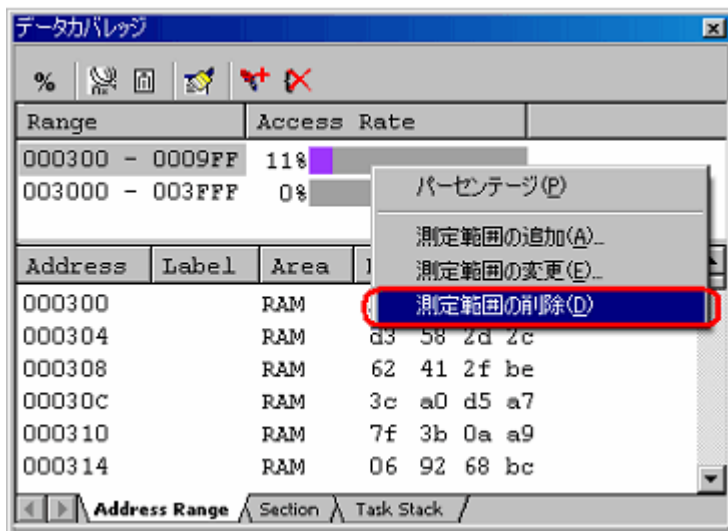 データカバレッジ
%
Range Access Rate
000300 - 0009FF 11%
003000 - 003FFF 0%
パーセンテージ(P)
測定範囲の追加(A)...
測定範囲の変更(E)...
測定範囲の削除(D)
Address Label Area
000300 RAM
000304 RAM d3 58 2d 2c
000308 RAM 62 41 2f be
00030C RAM 3c a0 d5 a7
000310 RAM 7f 3b 0a a9
000314 RAM 06 92 68 bc
Address Range Section Task Stack